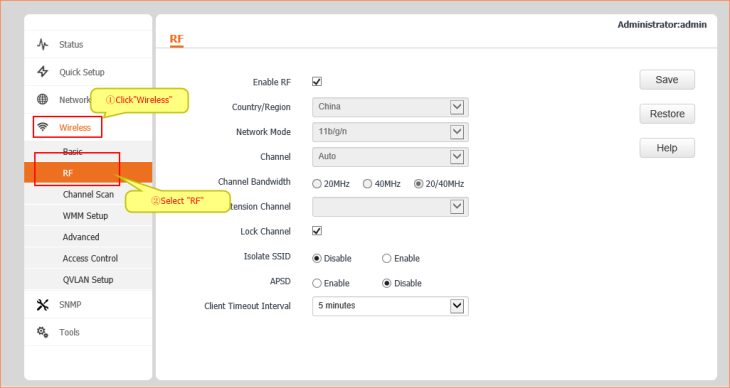 Administrator:admin
RF
Status
Quick Setup
Network
①Click"Wireless"
Wireless
Basic
RF
②Select "RF"
Channel Scan
WMM Setup
Advanced
Access Control
QVLAN Setup
SNMP
Tools
Enable RF
Country/Region China
Network Mode 11b/g/n
Channel Auto
Channel Bandwidth 20MHz 40MHz 20/40MHz
tension Channel
Lock Channel
Isolate SSID Disable Enable
APSD Enable Disable
Client Timeout Interval 5 minutes
Save
Restore
Help